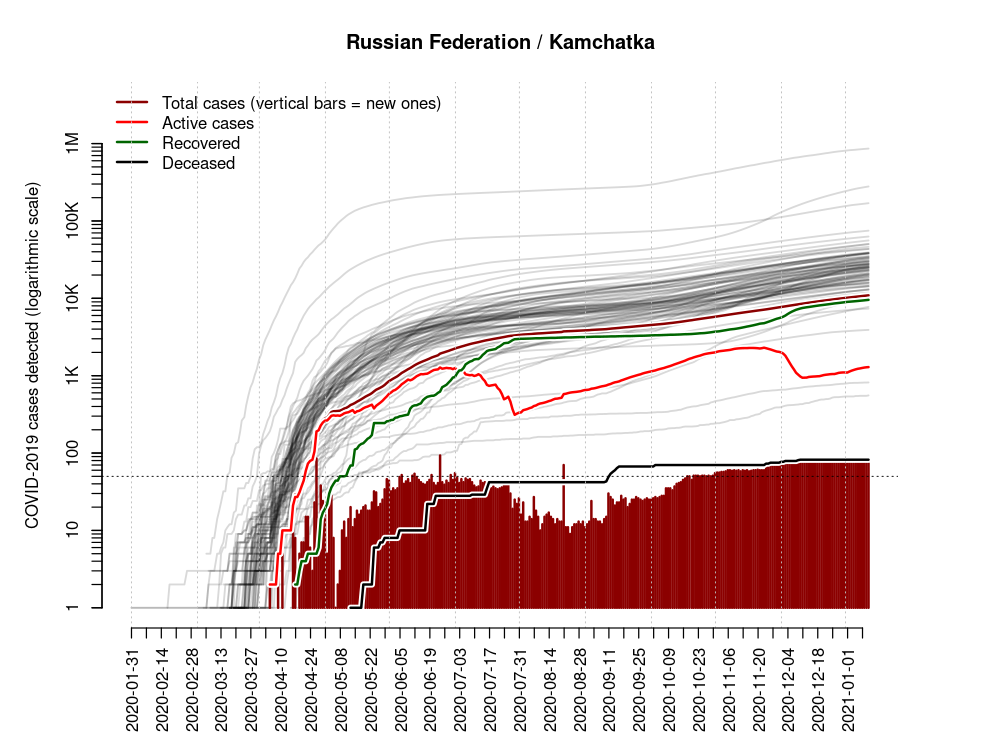 Russian Federation / Kamchatka
Total cases (vertical bars = new ones)
Active cases
Recovered
Deceased
COVID-2019 cases detected (logarithmic scale)
1M
100K
10K
1K
100
10
1
2020-01-31
2020-02-14
2020-02-28
2020-03-13
2020-03-27
2020-04-10
2020-04-24
2020-05-08
2020-05-22
2020-06-05
2020-06-19
2020-07-03
2020-07-17
2020-07-31
2020-08-14
2020-08-28
2020-09-11
2020-09-25
2020-10-09
2020-10-23
2020-11-06
2020-11-20
2020-12-04
2020-12-18
2021-01-01